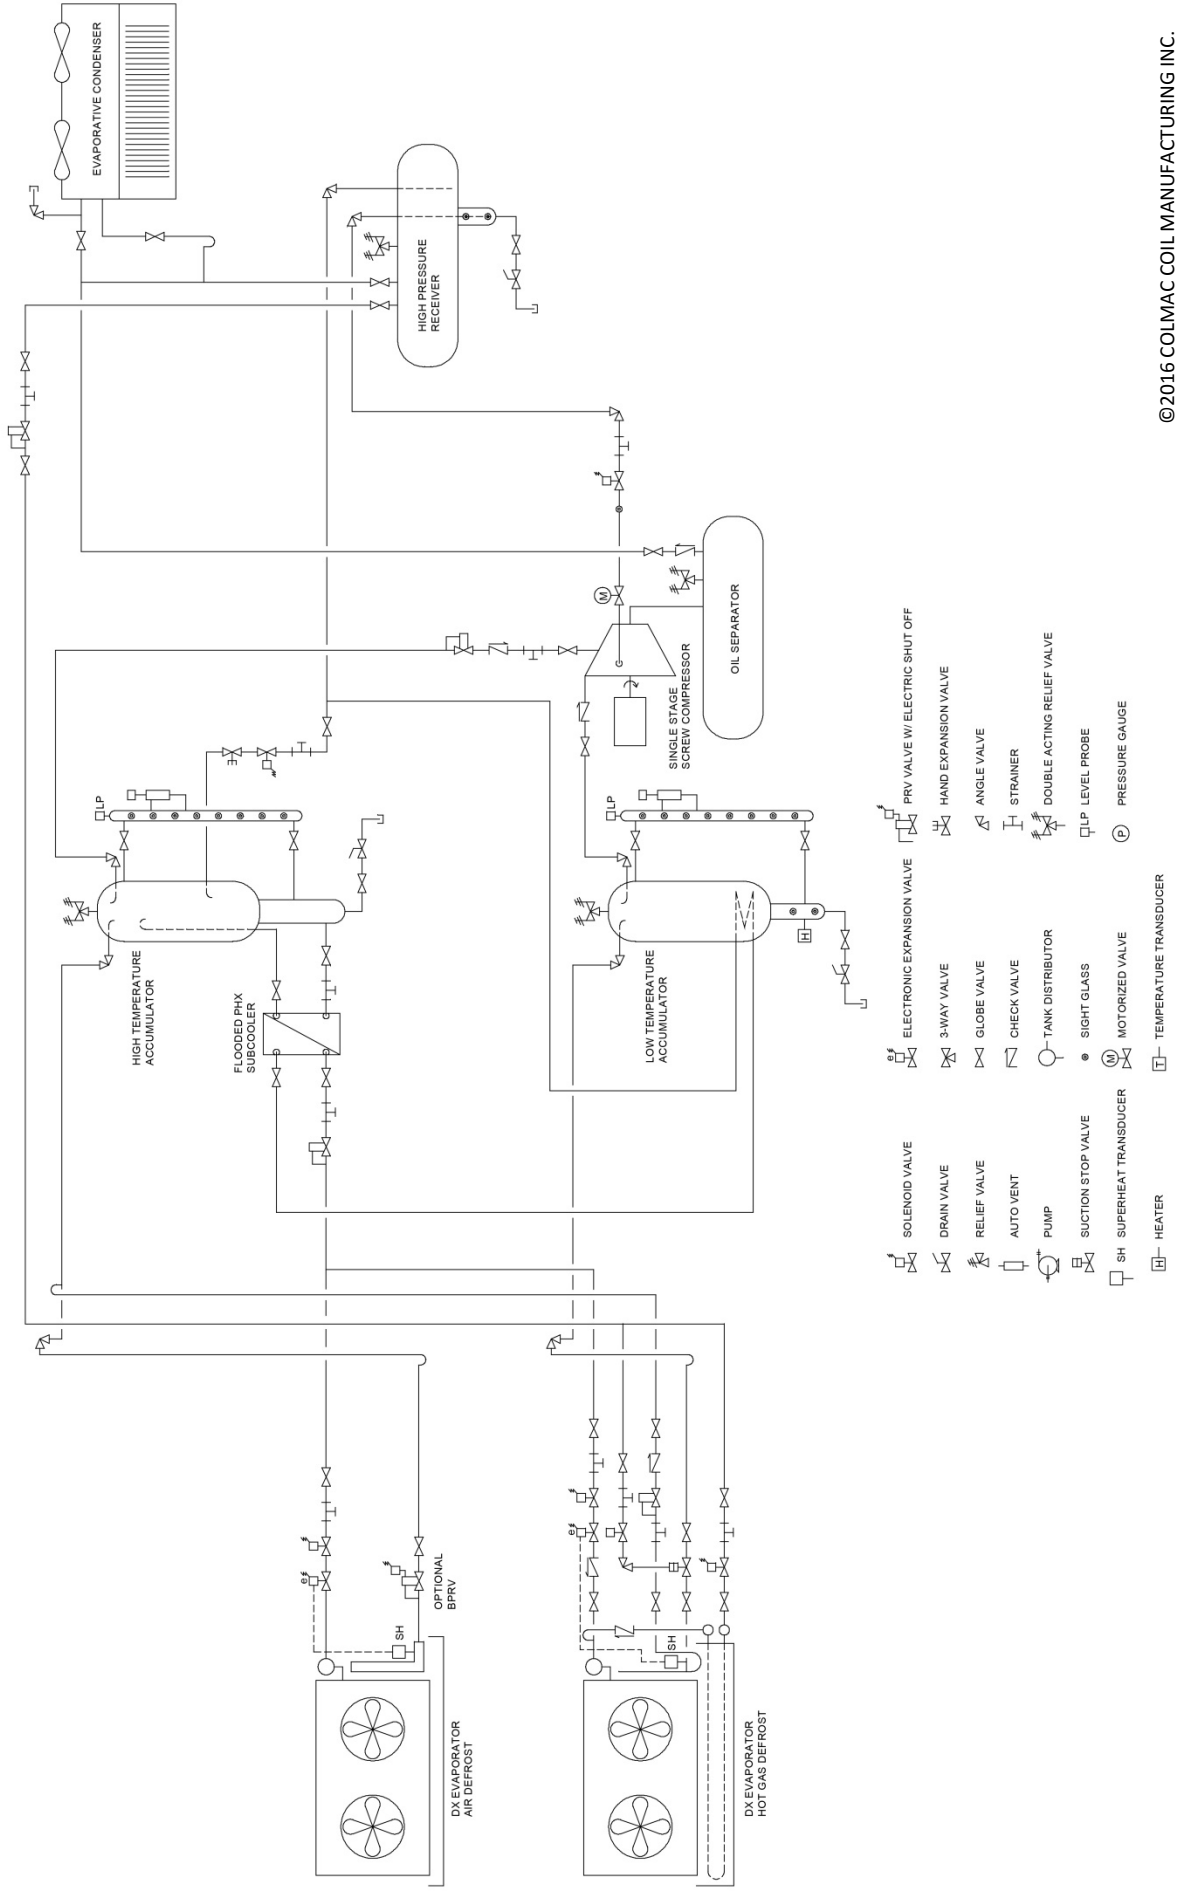 EVAPORATIVE CONDENSER
HIGH PRESSURE
RECEIVER
©2016 COLMAC COIL MANUFACTURING INC.
M
OIL SEPARATOR
SINGLE STAGE
SCREW COMPRESSOR
LP
LP
HIGH TEMPERATURE
ACCUMULATOR
FLOODED PHX
SUBCOOLER
LOW TEMPERATURE
ACCUMULATOR
H
OPTIONAL
BPRV
SH
SH
DX EVAPORATOR
AIR DEFROST
DX EVAPORATOR
HOT GAS DEFROST
SOLENOID VALVE
DRAIN VALVE
RELIEF VALVE
AUTO VENT
PUMP
SUCTION STOP VALVE
SH SUPERHEAT TRANSDUCER
H HEATER
ELECTRONIC EXPANSION VALVE
3-WAY VALVE
GLOBE VALVE
CHECK VALVE
TANK DISTRIBUTOR
SIGHT GLASS
M MOTORIZED VALVE
T TEMPERATURE TRANSDUCER
PRV VALVE W/ ELECTRIC SHUT OFF
HAND EXPANSION VALVE
ANGLE VALVE
STRAINER
DOUBLE ACTING RELIEF VALVE
LP LEVEL PROBE
P PRESSURE GAUGE